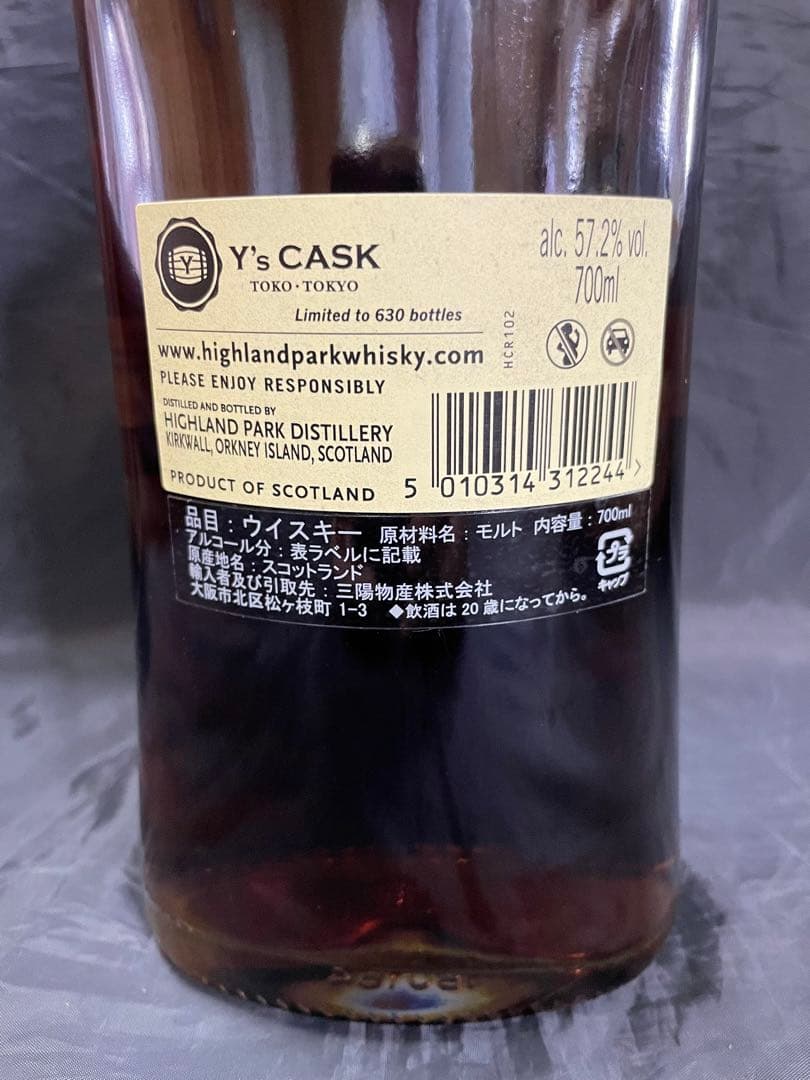 Y
Y's CASK
TOKO・TOKYO
Limited to 630 bottles
alc. 57.2% vol.
700ml
HCR102
www.highlandparkwhisky.com
PLEASE ENJOY RESPONSIBLY
DISTILLED AND BOTTLED BY
HIGHLAND PARK DISTILLERY
KIRKWALL, ORKNEY ISLAND, SCOTLAND
PRODUCT OF SCOTLAND
5 010314 312244
品目：ウイスキー 原材料名：モルト 内容量：700ml
アルコール分：表ラベルに記載
原産地名：スコットランド
輸入者及び引取先：三陽物産株式会社
大阪市北区松ヶ枝町 1-3 ◆飲酒は20歳になってから。
プラ
キャップ